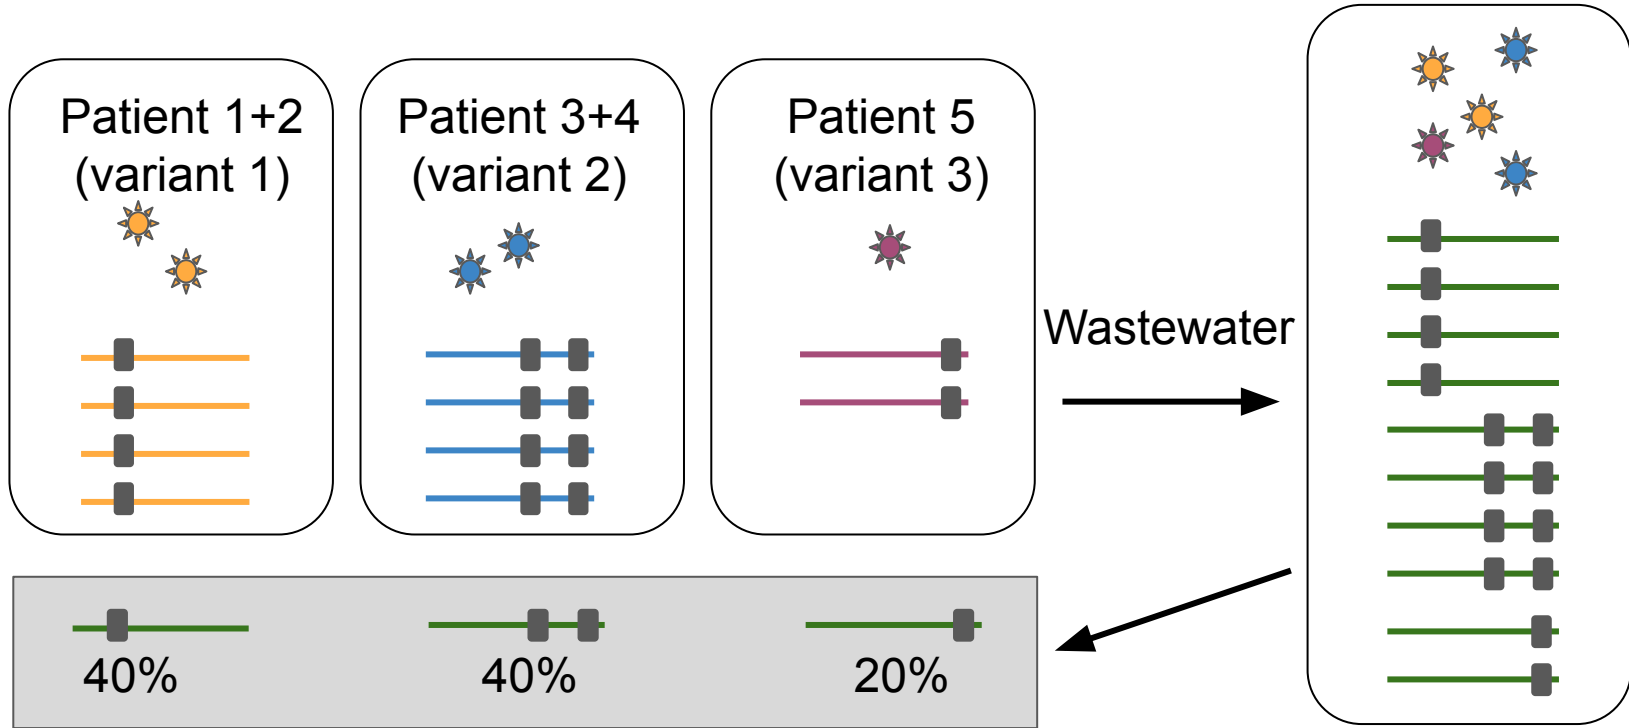 Patient 1+2
(variant 1)
Patient 3+4
(variant 2)
Patient 5
(variant 3)
Wastewater
40%
40%
20%